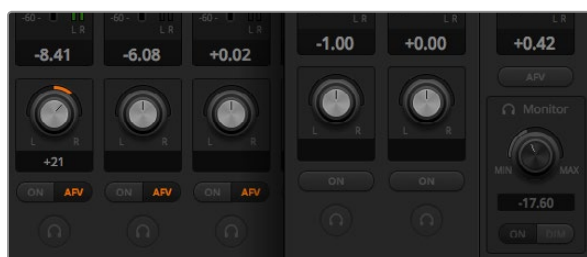 -60- -60- -60-
L R L R L R L R L R L R
-8.41 -6.08 +0.02 -1.00 +0.00 +0.42
AFV
Monitor
L R L R L R L R L R
MIN MAX
+21
ON AFV ON AFV ON AFV ON ON
-17.60
ON DIM